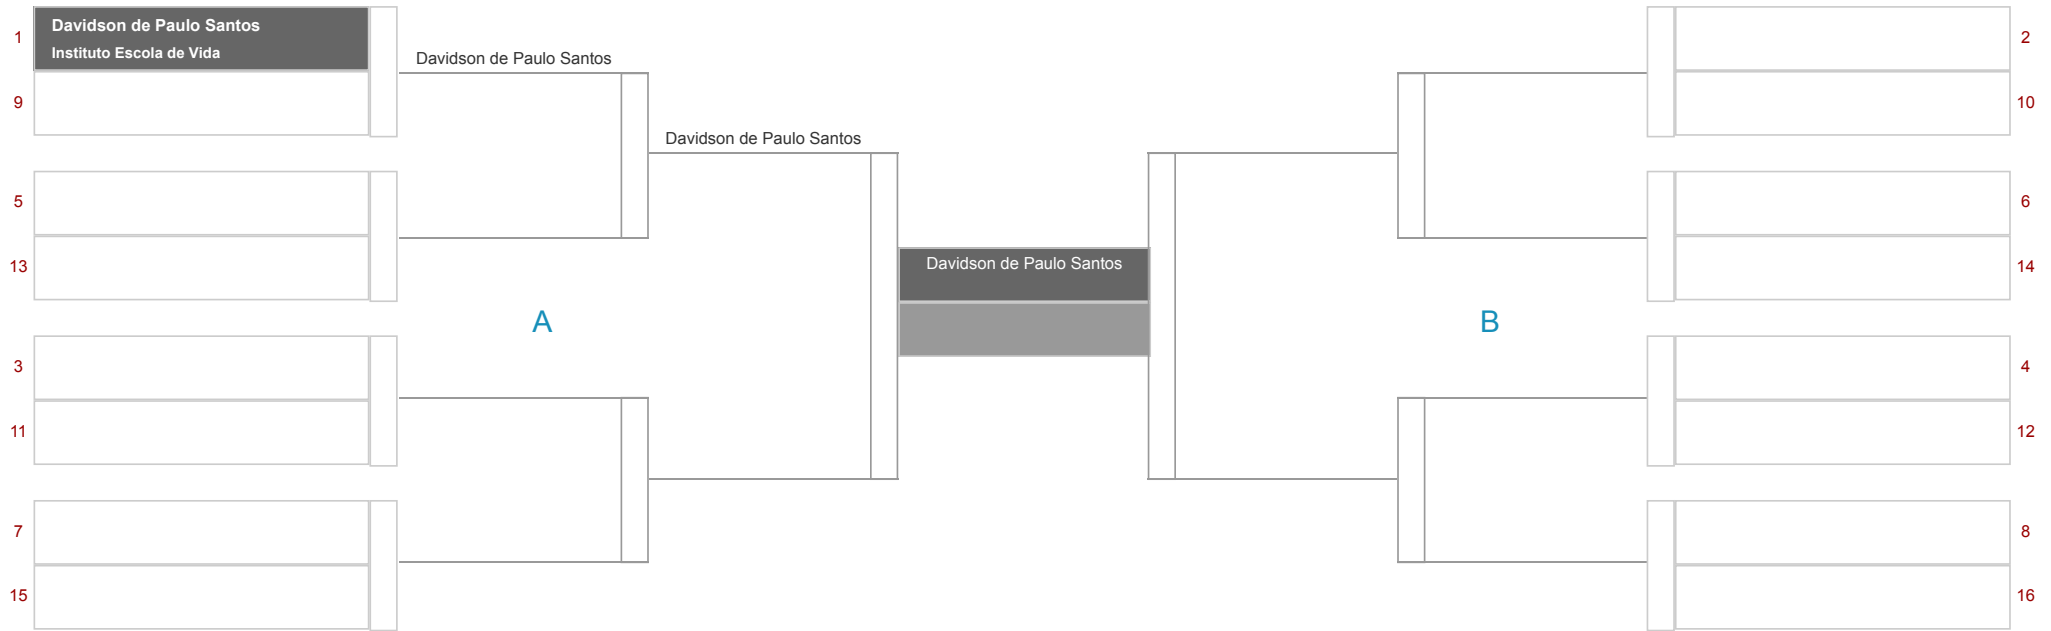 1
Davidson de Paulo Santos
Instituto Escola de Vida
9
5
13
3
11
7
15
Davidson de Paulo Santos
Davidson de Paulo Santos
A
Davidson de Paulo Santos
B
2
10
6
14
4
12
8
16